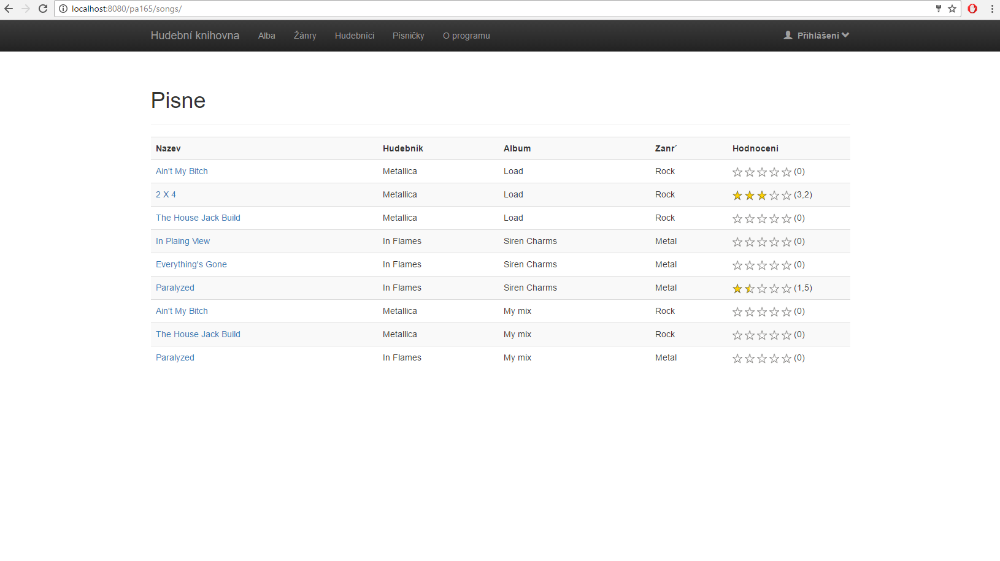 localhost:8080/pa165/songs/
Hudební knihovna Alba Žánry Hudebníci Písničky O programu Přihlášení
Pisne
Nazev Hudebník Album Zanr´ Hodnoceni
Ain't My Bitch Metallica Load Rock (0)
2 X 4 Metallica Load Rock (3,2)
The House Jack Build Metallica Load Rock (0)
In Plaing View In Flames Siren Charms Metal (0)
Everything's Gone In Flames Siren Charms Metal (0)
Paralyzed In Flames Siren Charms Metal (1,5)
Ain't My Bitch Metallica My mix Rock (0)
The House Jack Build Metallica My mix Rock (0)
Paralyzed In Flames My mix Metal (0)